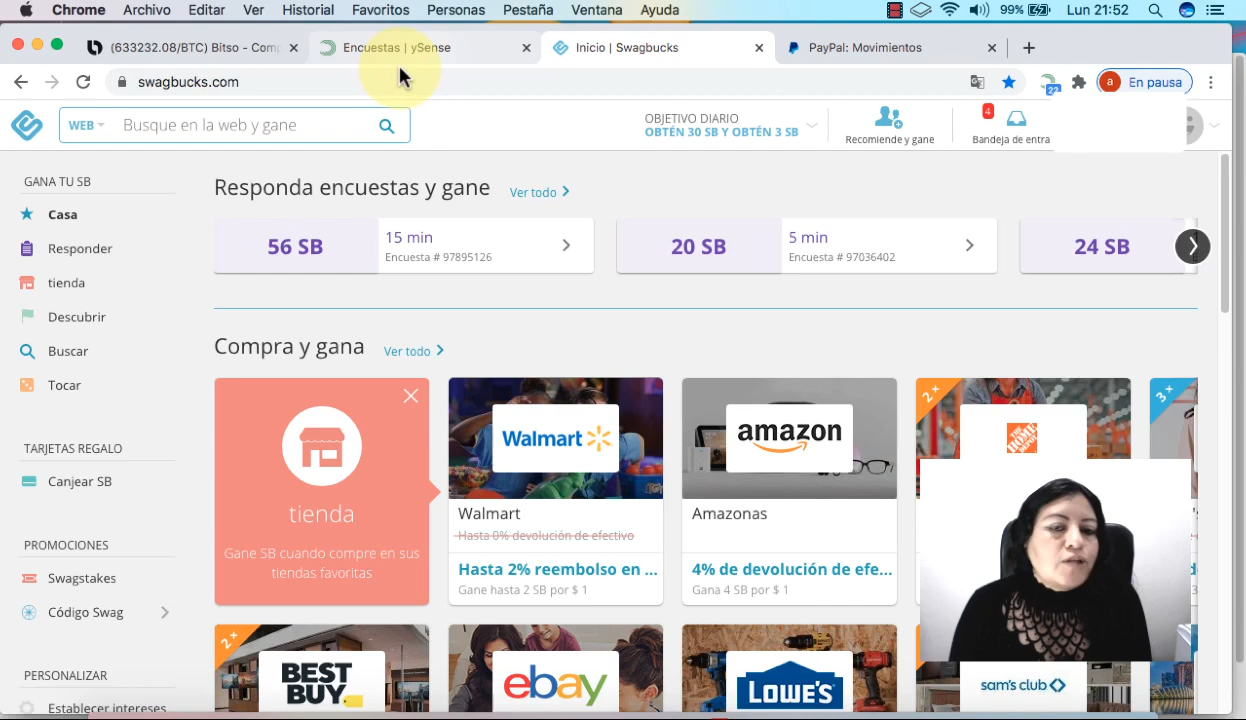 Chrome Archivo Editar Ver Historial Favoritos Personas Pestaña Ventana Ayuda 99% Lun 21:52
(633232.08/BTC) Bitso - Com Encuestas | ySense Inicio | Swagbucks PayPal: Movimientos
swagbucks.com 22 a En pausa
WEB Busque en la web y gane
OBJETIVO DIARIO
OBTÉN 30 SB Y OBTÉN 3 SB
Recomiende y gane
4
Bandeja de entra
GANA TU SB
Casa
Responder
tienda
Descubrir
Buscar
Tocar
TARJETAS REGALO
Canjear SB
PROMOCIONES
Swagstakes
Código Swag
PERSONALIZAR
Establecer intereses
Responda encuestas y gane Ver todo
56 SB
15 min
Encuesta # 97895126
20 SB
5 min
Encuesta # 97036402
24 SB
Compra y gana Ver todo
tienda
Gane SB cuando compre en sus
tiendas favoritas
Walmart
Walmart
Hasta 0% devolución de efectivo
Hasta 2% reembolso en ...
Gane hasta 2 SB por $ 1
amazon
Amazonas
4% de devolución de efe...
Gana 4 SB por $ 1
2+
THE HOME DEPOT
3+
2+
BEST BUY
ebay
LOWE'S
sam's club